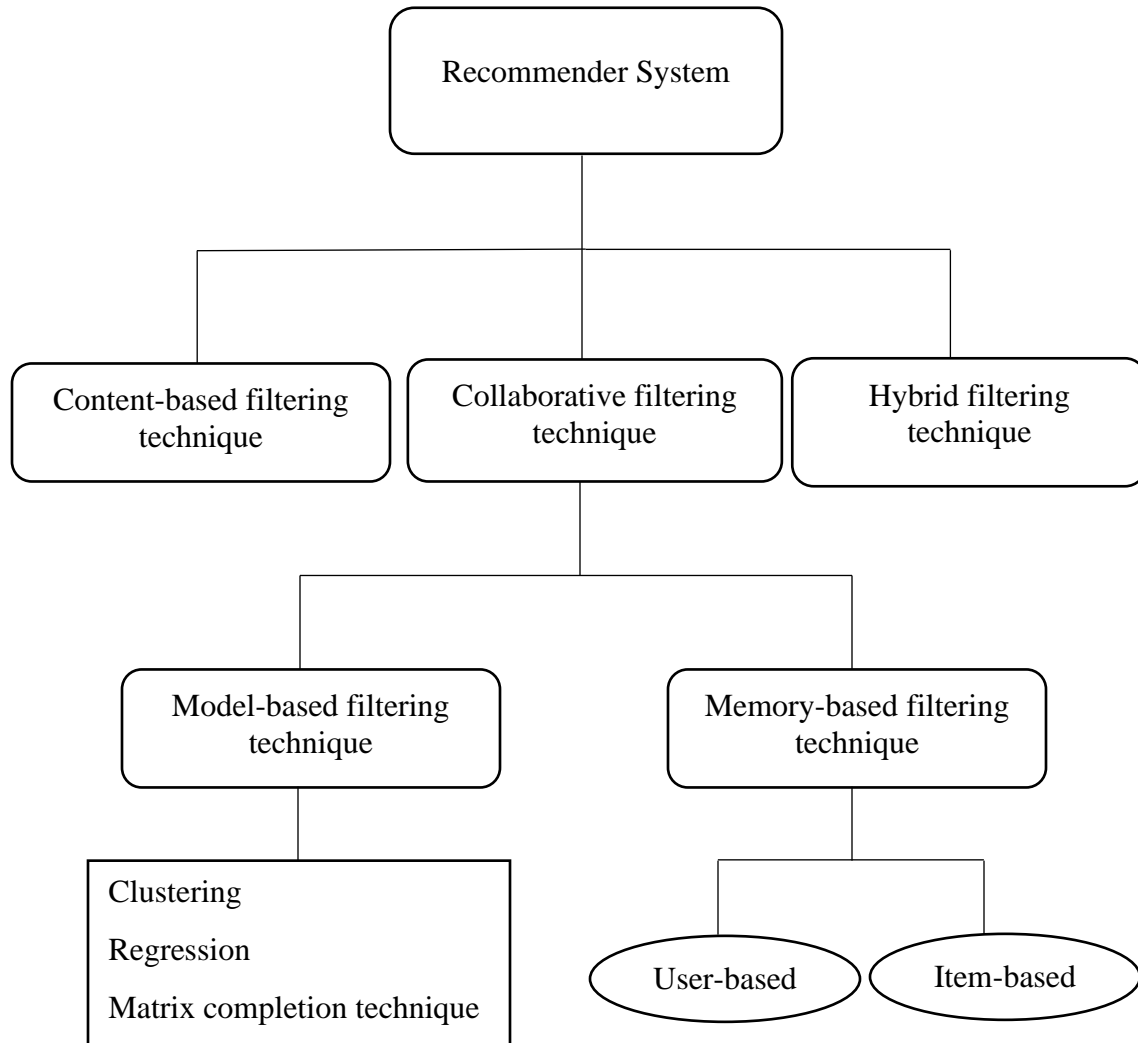 Recommender System
Content-based filtering
technique
Collaborative filtering
technique
Hybrid filtering
technique
Model-based filtering
technique
Memory-based filtering
technique
Clustering
Regression
Matrix completion technique
User-based
Item-based